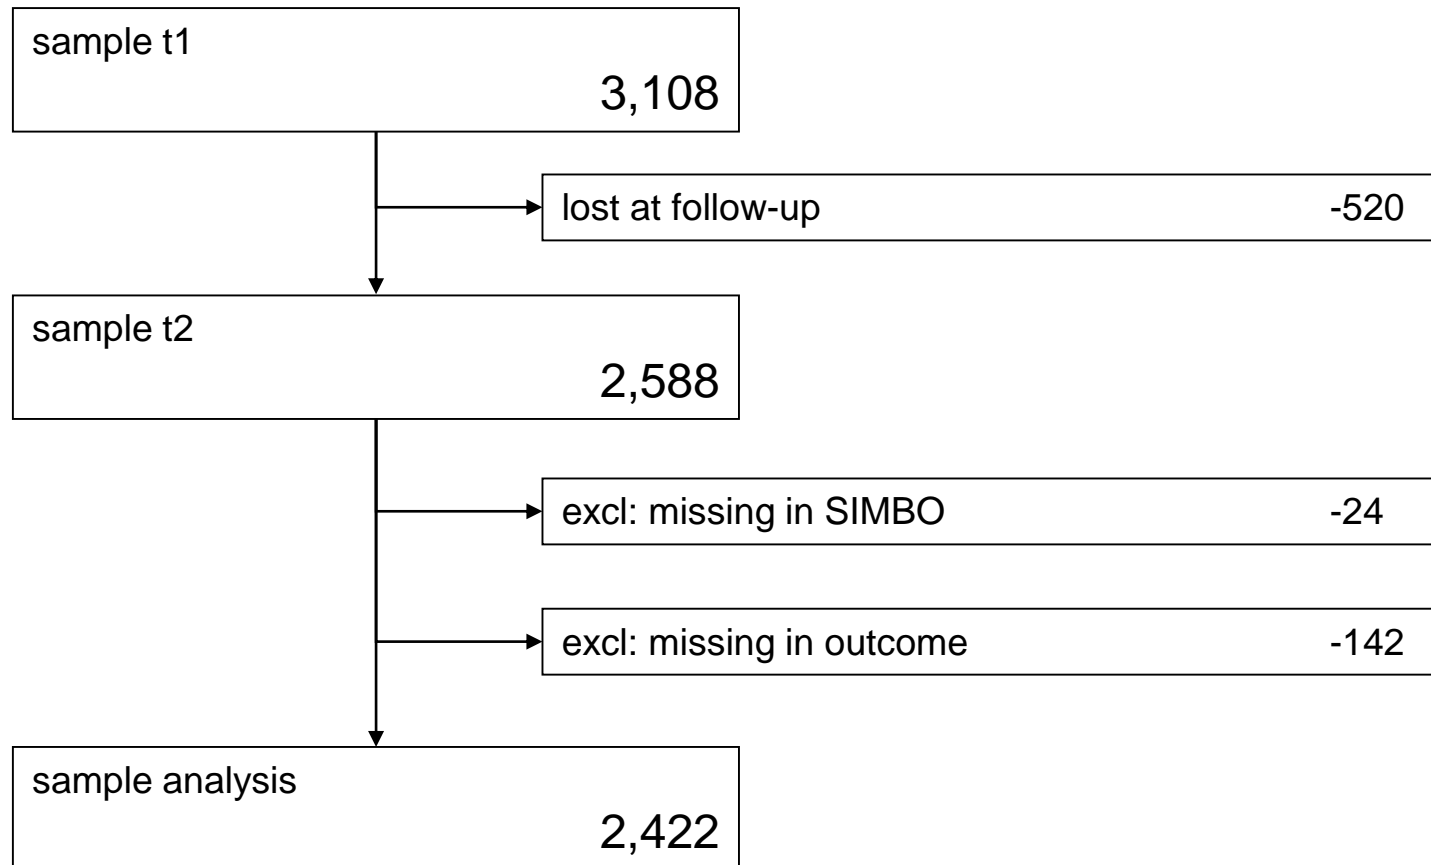 sample t1
3,108
lost at follow-up -520
sample t2
2,588
excl: missing in SIMBO -24
excl: missing in outcome -142
sample analysis
2,422